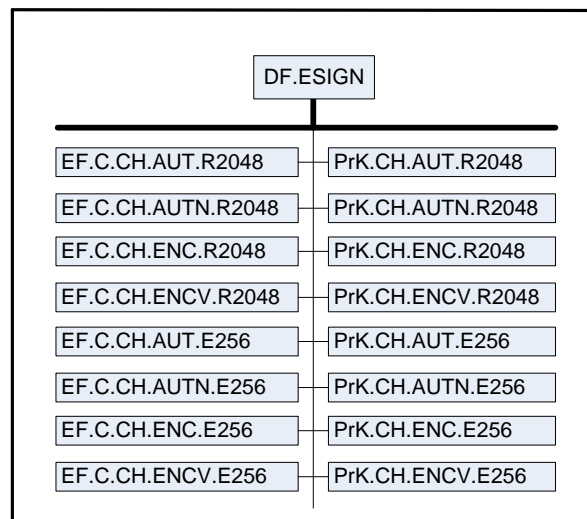 DF.ESIGN
EF.C.CH.AUT.R2048 PrK.CH.AUT.R2048
EF.C.CH.AUTN.R2048 PrK.CH.AUTN.R2048
EF.C.CH.ENC.R2048 PrK.CH.ENC.R2048
EF.C.CH.ENCV.R2048 PrK.CH.ENCV.R2048
EF.C.CH.AUT.E256 PrK.CH.AUT.E256
EF.C.CH.AUTN.E256 PrK.CH.AUTN.E256
EF.C.CH.ENC.E256 PrK.CH.ENC.E256
EF.C.CH.ENCV.E256 PrK.CH.ENCV.E256